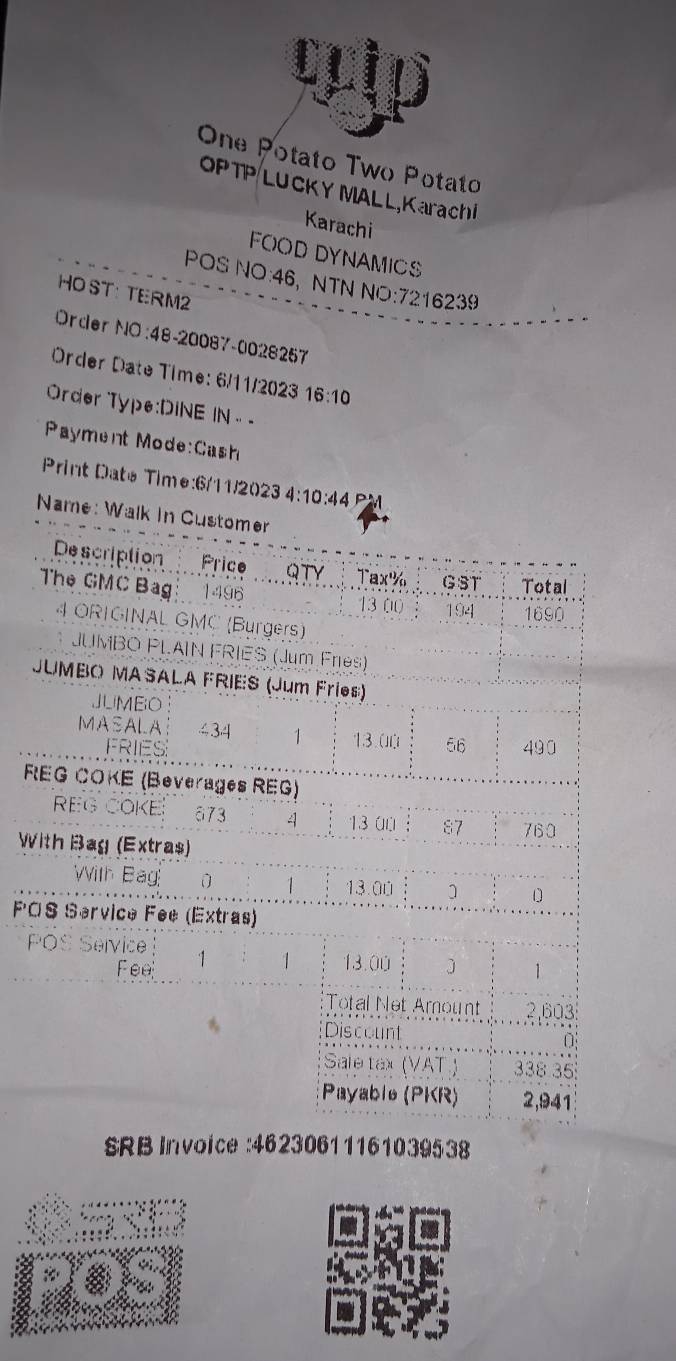 optp
One Potato Two Potato
OPTP LUCKY MALL,Karachi
Karachi
FOOD DYNAMICS
POS NO:46, NTN NO:7216239
HOST: TERM2
Order NO:48-20087-0028257
Order Date Time: 6/11/2023 16:10
Order Type:DINE IN - -
Payment Mode:Cash
Print Date Time:6/11/2023 4:10:44 PM
Name: Walk In Customer
Description Price QTY Tax% GST Total
The GMC Bag 1496 13.00 194 1690
4 ORIGINAL GMC (Burgers)
1 JUMBO PLAIN FRIES (Jum Fries)
JUMBO MASALA FRIES (Jum Fries)
JUMBO
MASALA 434 1 13.00 56 490
FRIES
REG COKE (Beverages REG)
REG COKE 673 4 13.00 87 760
With Bag (Extras)
With Bag 0 1 13.00 0 0
POS Service Fee (Extras)
POS Service
Fee 1 1 13.00 0 1
Total Net Amount 2,603
Discount 0
Sale tax (VAT ) 338.35
Payable (PKR) 2,941
SRB Invoice :46230611161039538
SRB
POS